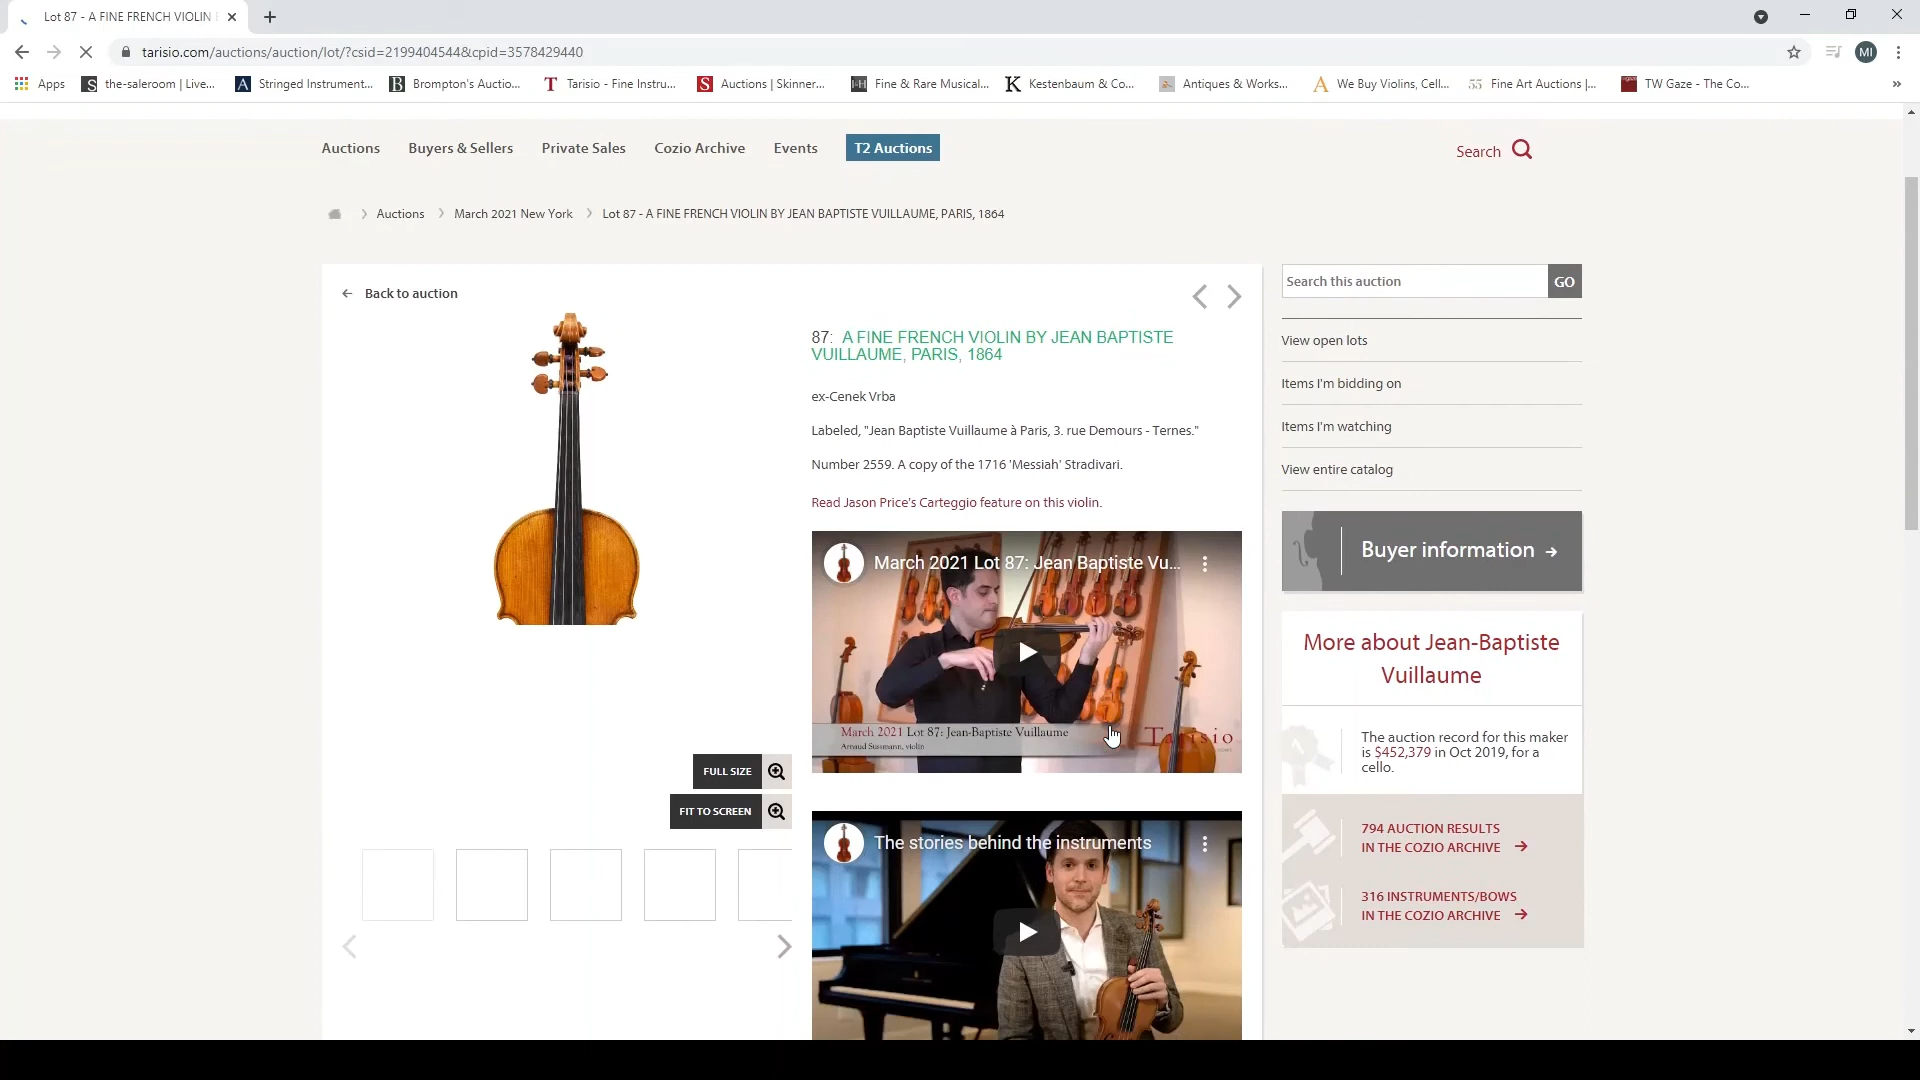 Lot 87 - A FINE FRENCH VIOLIN
tarisio.com/auctions/auction/lot/?csid=2199404544&cpid=3578429440
MI
Apps
the-saleroom | Live...
Stringed Instrument...
Brompton's Auctio...
Tarisio - Fine Instru...
Auctions | Skinner...
Fine & Rare Musical...
Kestenbaum & Co...
Antiques & Works...
We Buy Violins, Cell...
Fine Art Auctions |...
TW Gaze - The Co...
»
Auctions
Buyers & Sellers
Private Sales
Cozio Archive
Events
T2 Auctions
Search
Auctions
March 2021 New York
Lot 87 - A FINE FRENCH VIOLIN BY JEAN BAPTISTE VUILLAUME, PARIS, 1864
Back to auction
87: A FINE FRENCH VIOLIN BY JEAN BAPTISTE
VUILLAUME, PARIS, 1864
ex-Cenek Vrba
Labeled, "Jean Baptiste Vuillaume à Paris, 3. rue Demours - Ternes."
Number 2559. A copy of the 1716 'Messiah' Stradivari.
Read Jason Price's Carteggio feature on this violin.
March 2021 Lot 87: Jean Baptiste Vu...
March 2021 Lot 87: Jean-Baptiste Vuillaume
Arnaud Sussmann, violin
Tarisio
The stories behind the instruments
FULL SIZE
FIT TO SCREEN
Search this auction
GO
View open lots
Items I'm bidding on
Items I'm watching
View entire catalog
Buyer information
More about Jean-Baptiste
Vuillaume
The auction record for this maker
is $452,379 in Oct 2019, for a
cello.
794 AUCTION RESULTS
IN THE COZIO ARCHIVE
316 INSTRUMENTS/BOWS
IN THE COZIO ARCHIVE